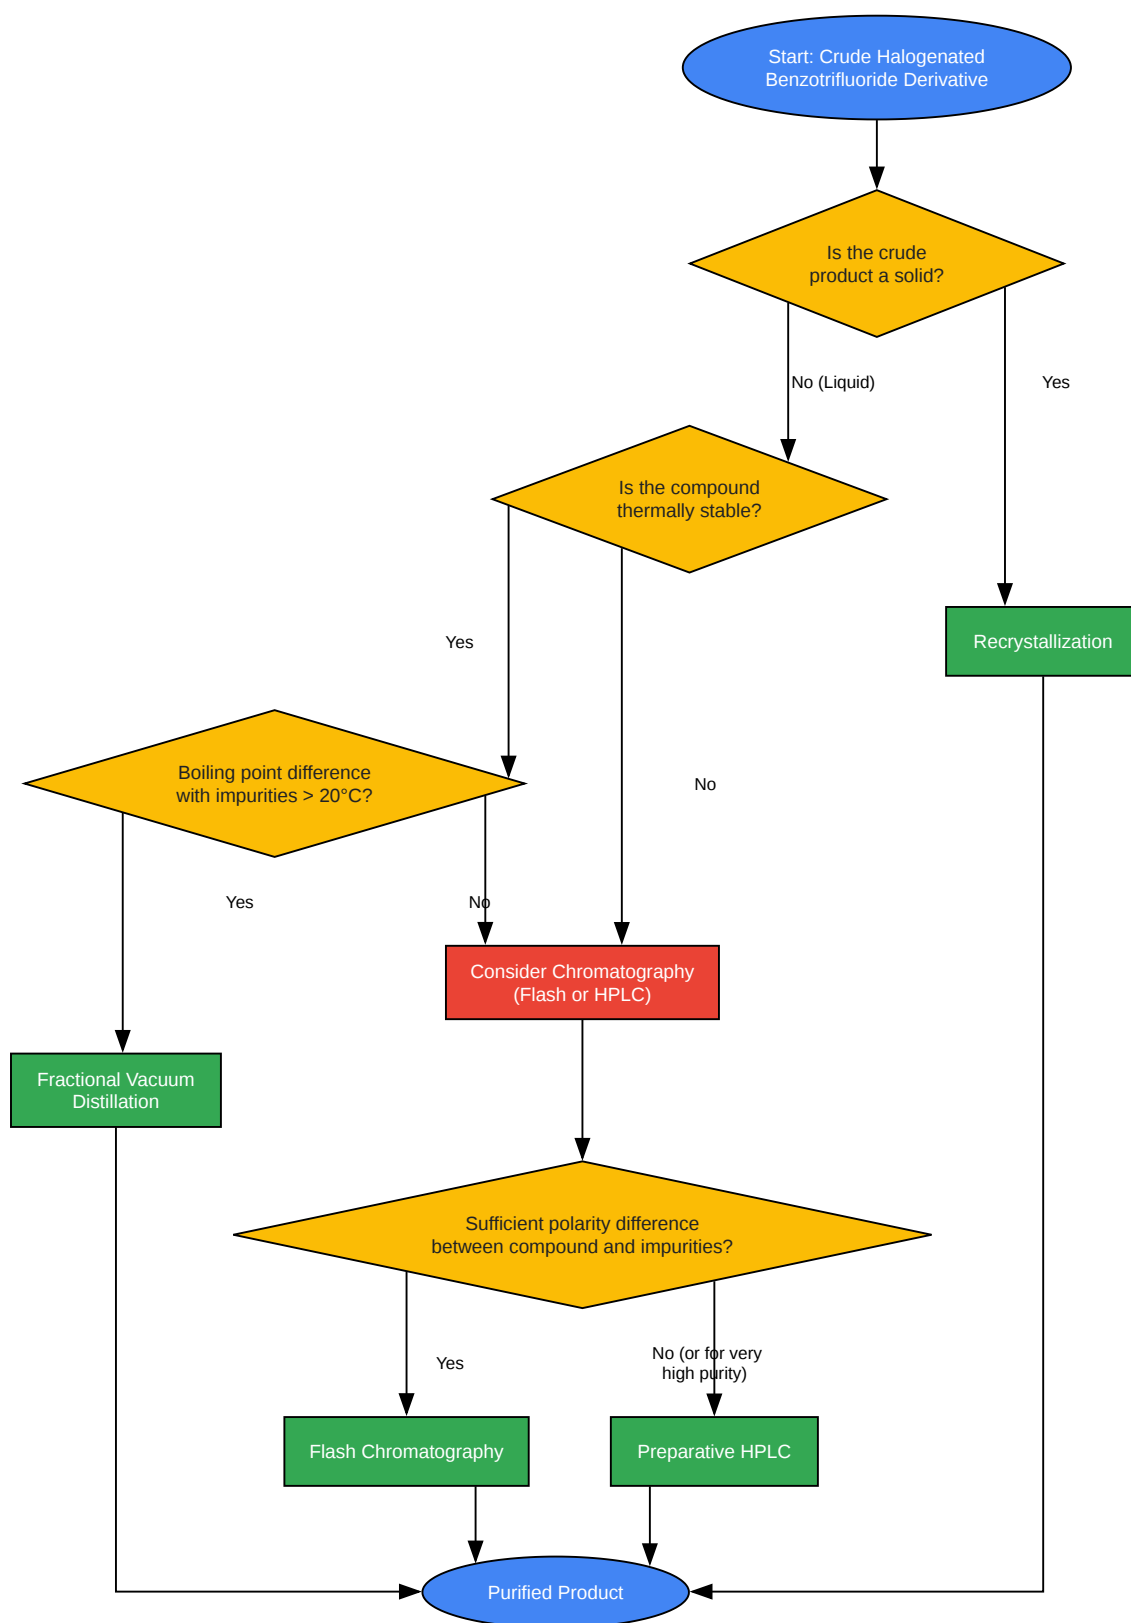 Start: Crude Halogenated
Benzotrifluoride Derivative
Is the crude
product a solid?
No (Liquid)
Yes
Is the compound
thermally stable?
Yes
Recrystallization
Boiling point difference
with impurities > 20°C?
No
Yes
No
Consider Chromatography
(Flash or HPLC)
Fractional Vacuum
Distillation
Sufficient polarity difference
between compound and impurities?
Yes
No (or for very
high purity)
Flash Chromatography
Preparative HPLC
Purified Product